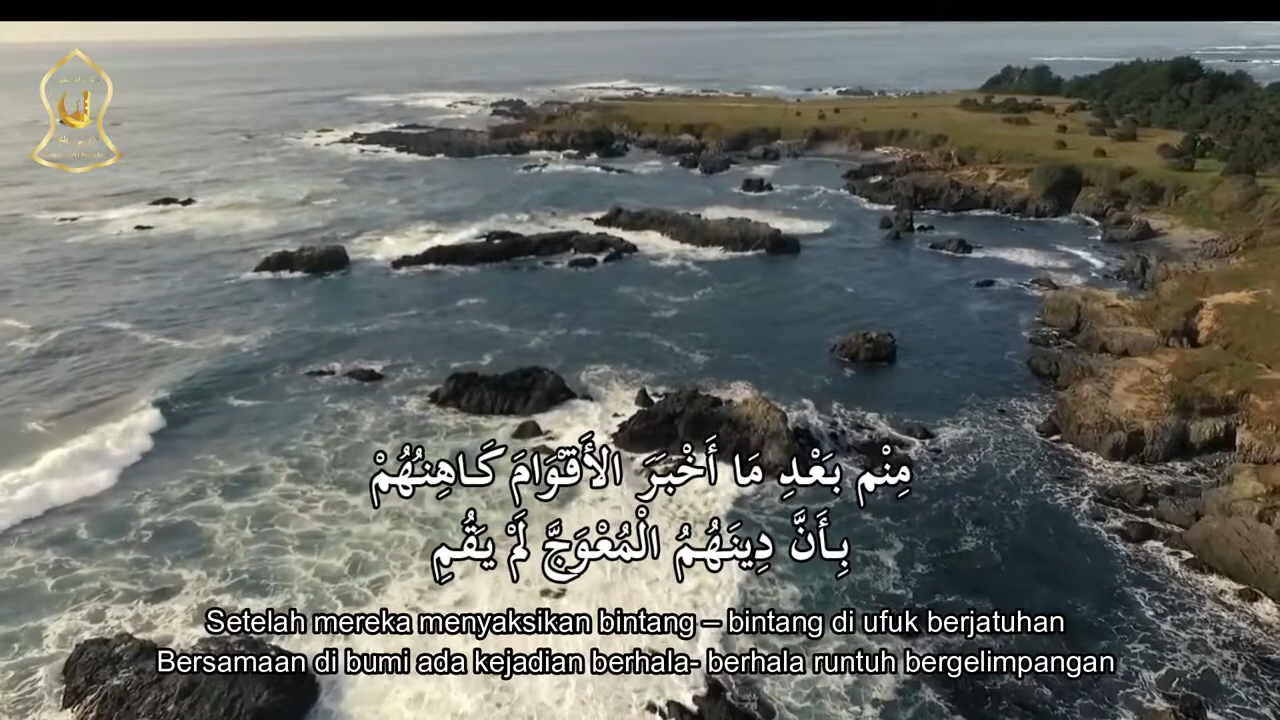 مِنْم بَعْدِ مَا أَخْبَرَ الأَقْوَامَ كَاهِنُهُمْ
بِأَنَّ دِينَهُمُ الْمُعْوَجَّ لَمْ يَقُمِ
Setelah mereka menyaksikan bintang – bintang di ufuk berjatuhan
Bersamaan di bumi ada kejadian berhala- berhala runtuh bergelimpangan